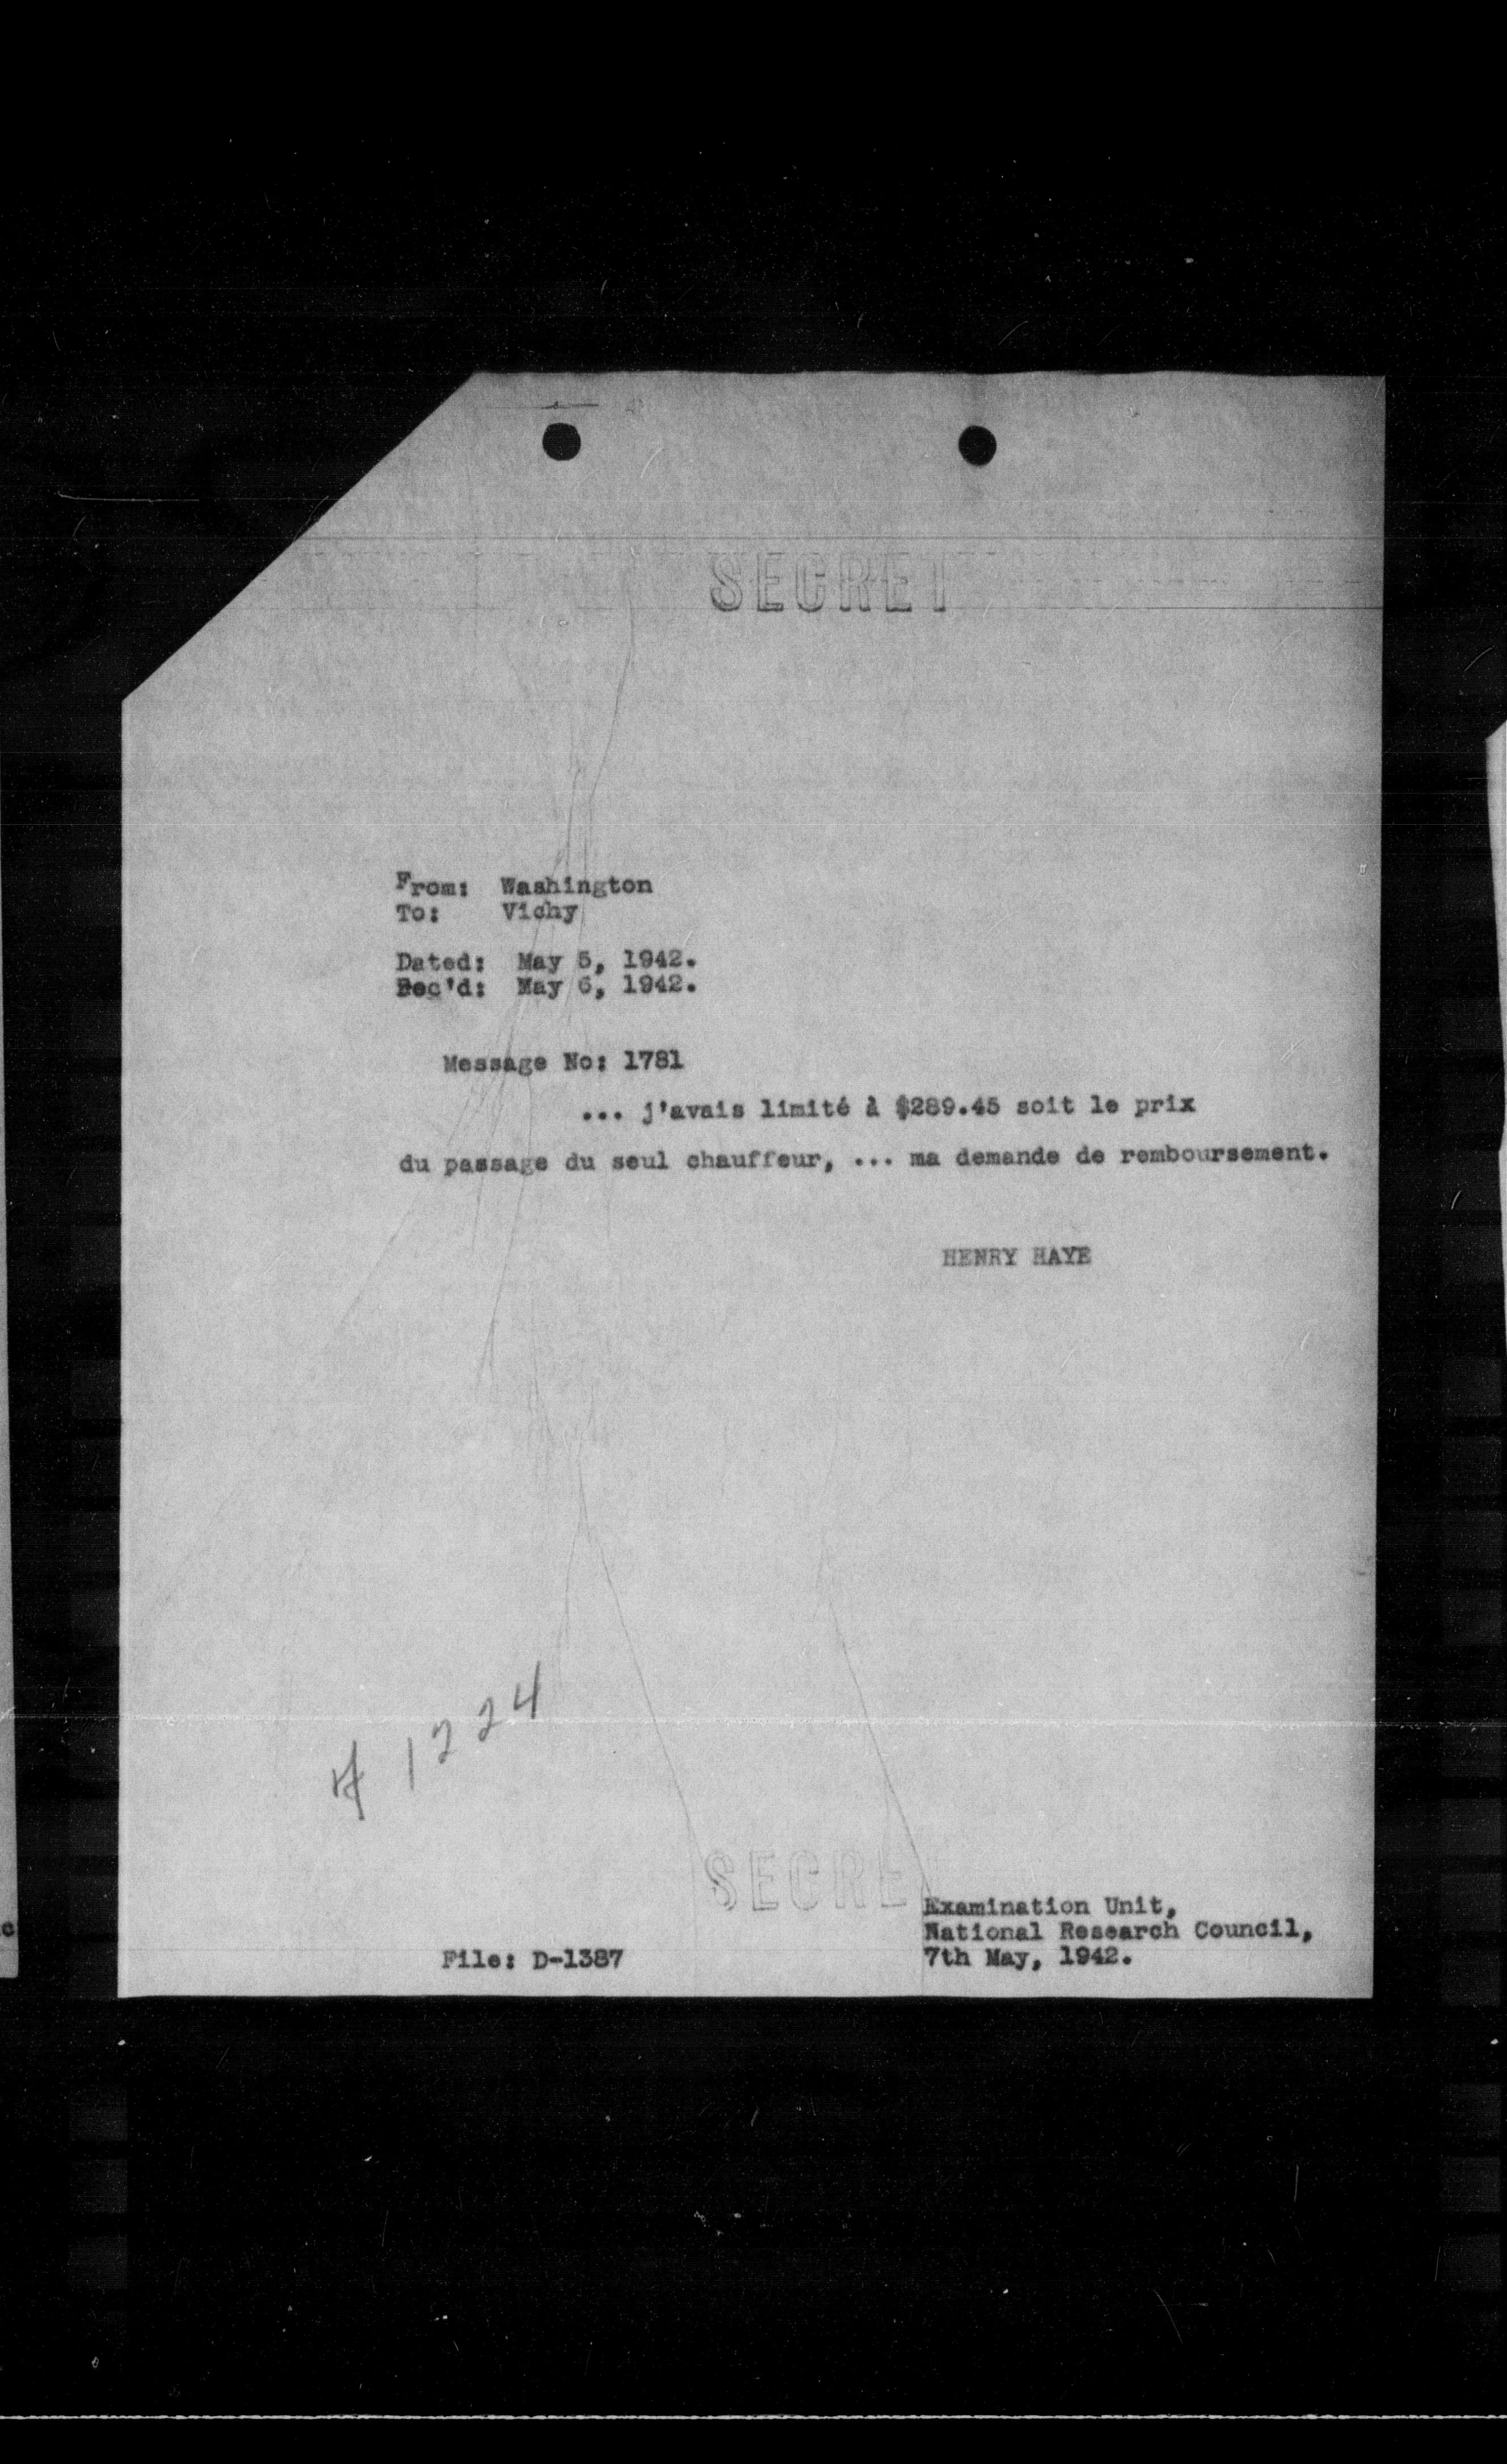 SECRET
From: Washington
To: Vichy
Dated: May 5, 1942.
Rec'd: May 6, 1942.
Message No: 1781
... j'avais limité à $289.45 soit le prix
du passage du seul chauffeur, ... ma demande de remboursement.
HENRY HAYE
# 1224
SECRE
Examination Unit,
National Research Council,
File: D-1387
7th May, 1942.